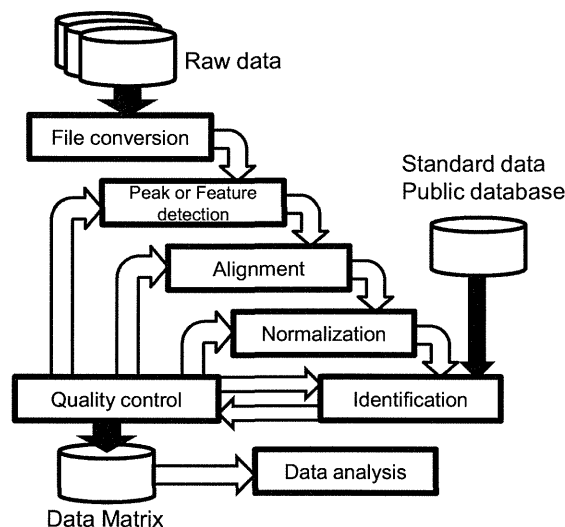 Raw data
File conversion
Standard data
Public database
Peak or Feature
detection
Alignment
Normalization
Quality control
Identification
Data analysis
Data Matrix